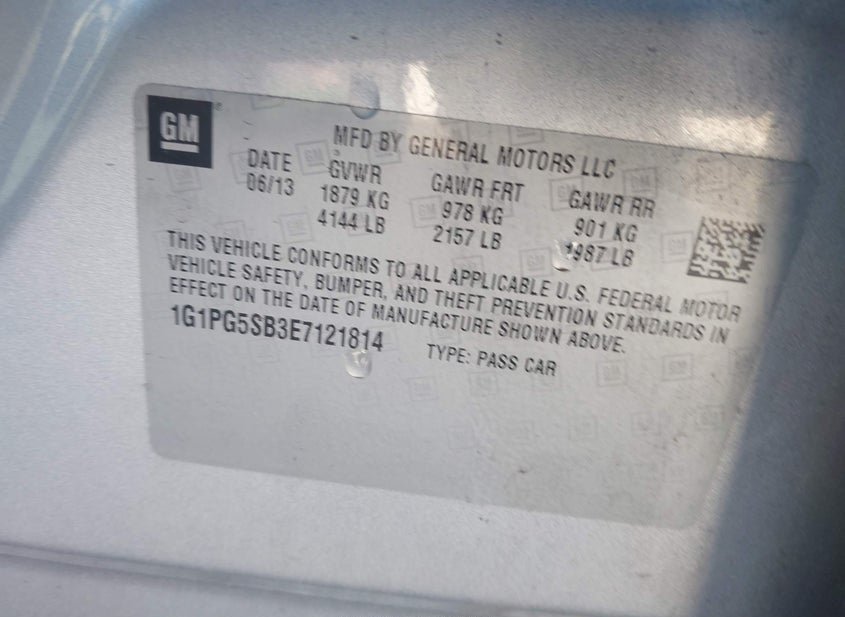 GM
MFD BY GENERAL MOTORS LLC
DATE GVWR GAWR FRT GAWR RR
06/13 1879 KG 978 KG 901 KG
4144 LB 2157 LB 1987 LB
THIS VEHICLE CONFORMS TO ALL APPLICABLE U.S. FEDERAL MOTOR
VEHICLE SAFETY, BUMPER, AND THEFT PREVENTION STANDARDS IN
EFFECT ON THE DATE OF MANUFACTURE SHOWN ABOVE.
1G1PG5SB3E7121814 TYPE: PASS CAR